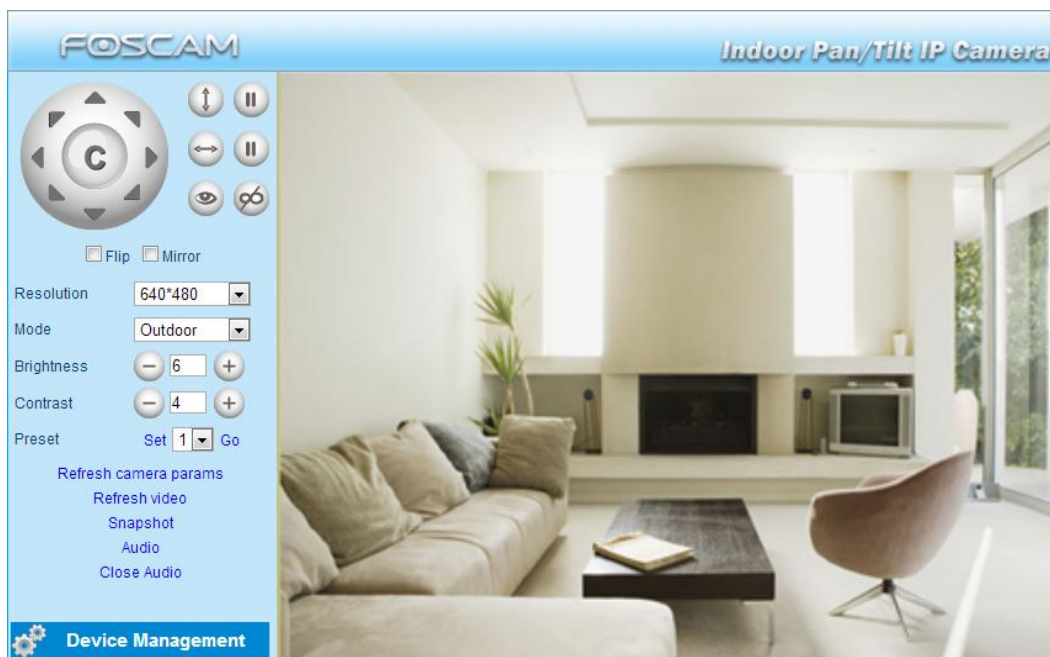 FOSCAM
Indoor Pan/Tilt IP Camera
C
Flip Mirror
Resolution 640*480
Mode Outdoor
Brightness 6
Contrast 4
Preset Set 1 Go
Refresh camera params
Refresh video
Snapshot
Audio
Close Audio
Device Management